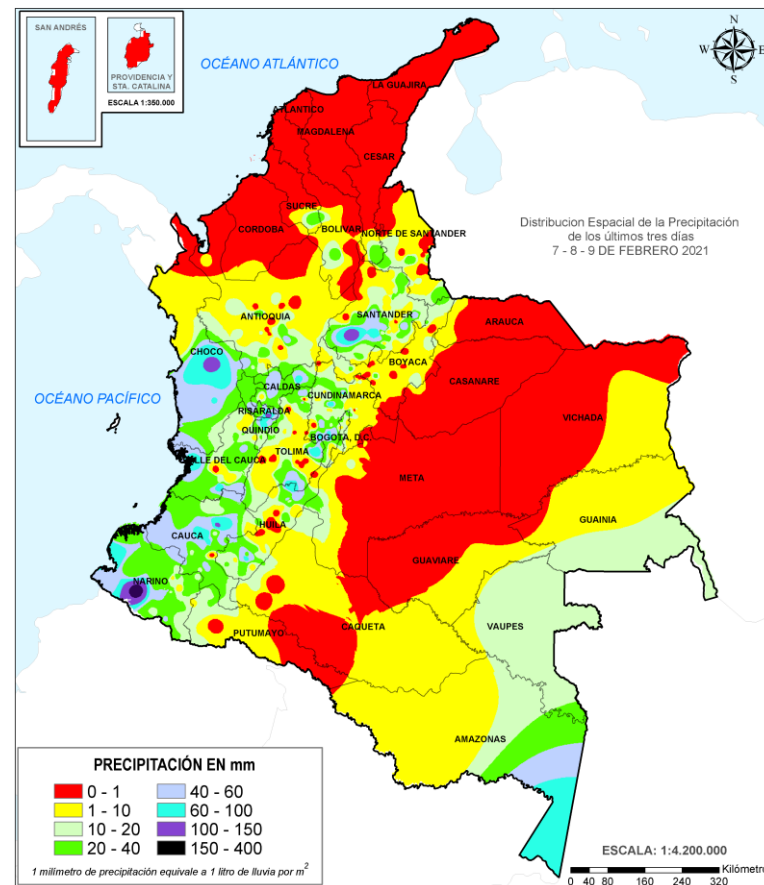 SAN ANDRÉS
PROVIDENCIA Y
STA. CATALINA
ESCALA 1:350.000
OCÉANO ATLÁNTICO
N
W
E
S
LA GUAJIRA
ATLANTICO
MAGDALENA
CESAR
SUCRE
CORDOBA
BOLIVAR
NORTE DE SANTANDER
Distribucion Espacial de la Precipitación
de los últimos tres días
7 - 8 - 9 DE FEBRERO 2021
ANTIOQUIA
SANTANDER
ARAUCA
CHOCO
BOYACA
CASANARE
OCÉANO PACÍFICO
CALDAS
CUNDINAMARCA
RISARALDA
VICHADA
QUINDIO
BOGOTA, D.C.
TOLIMA
LLE DEL CAUCA
META
GUAINIA
CAUCA
HUILA
GUAVIARE
NARIÑO
VAUPES
PUTUMAYO
CAQUETA
AMAZONAS
PRECIPITACIÓN EN mm
0 - 1
40 - 60
1 - 10
60 - 100
10 - 20
100 - 150
20 - 40
150 - 400
1 milímetro de precipitación equivale a 1 litro de lluvia por m2
ESCALA: 1:4.200.000
Kilómetro
0 40 80 160 240 320